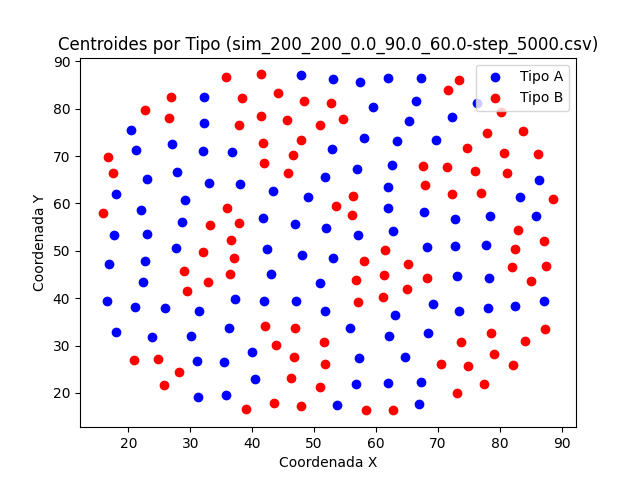 Centroides por Tipo (sim_200_200_0.0_90.0_60.0-step_5000.csv)
Tipo A
Tipo B
90
80
70
60
50
40
30
20
Coordenada Y
20 30 40 50 60 70 80 90
Coordenada X